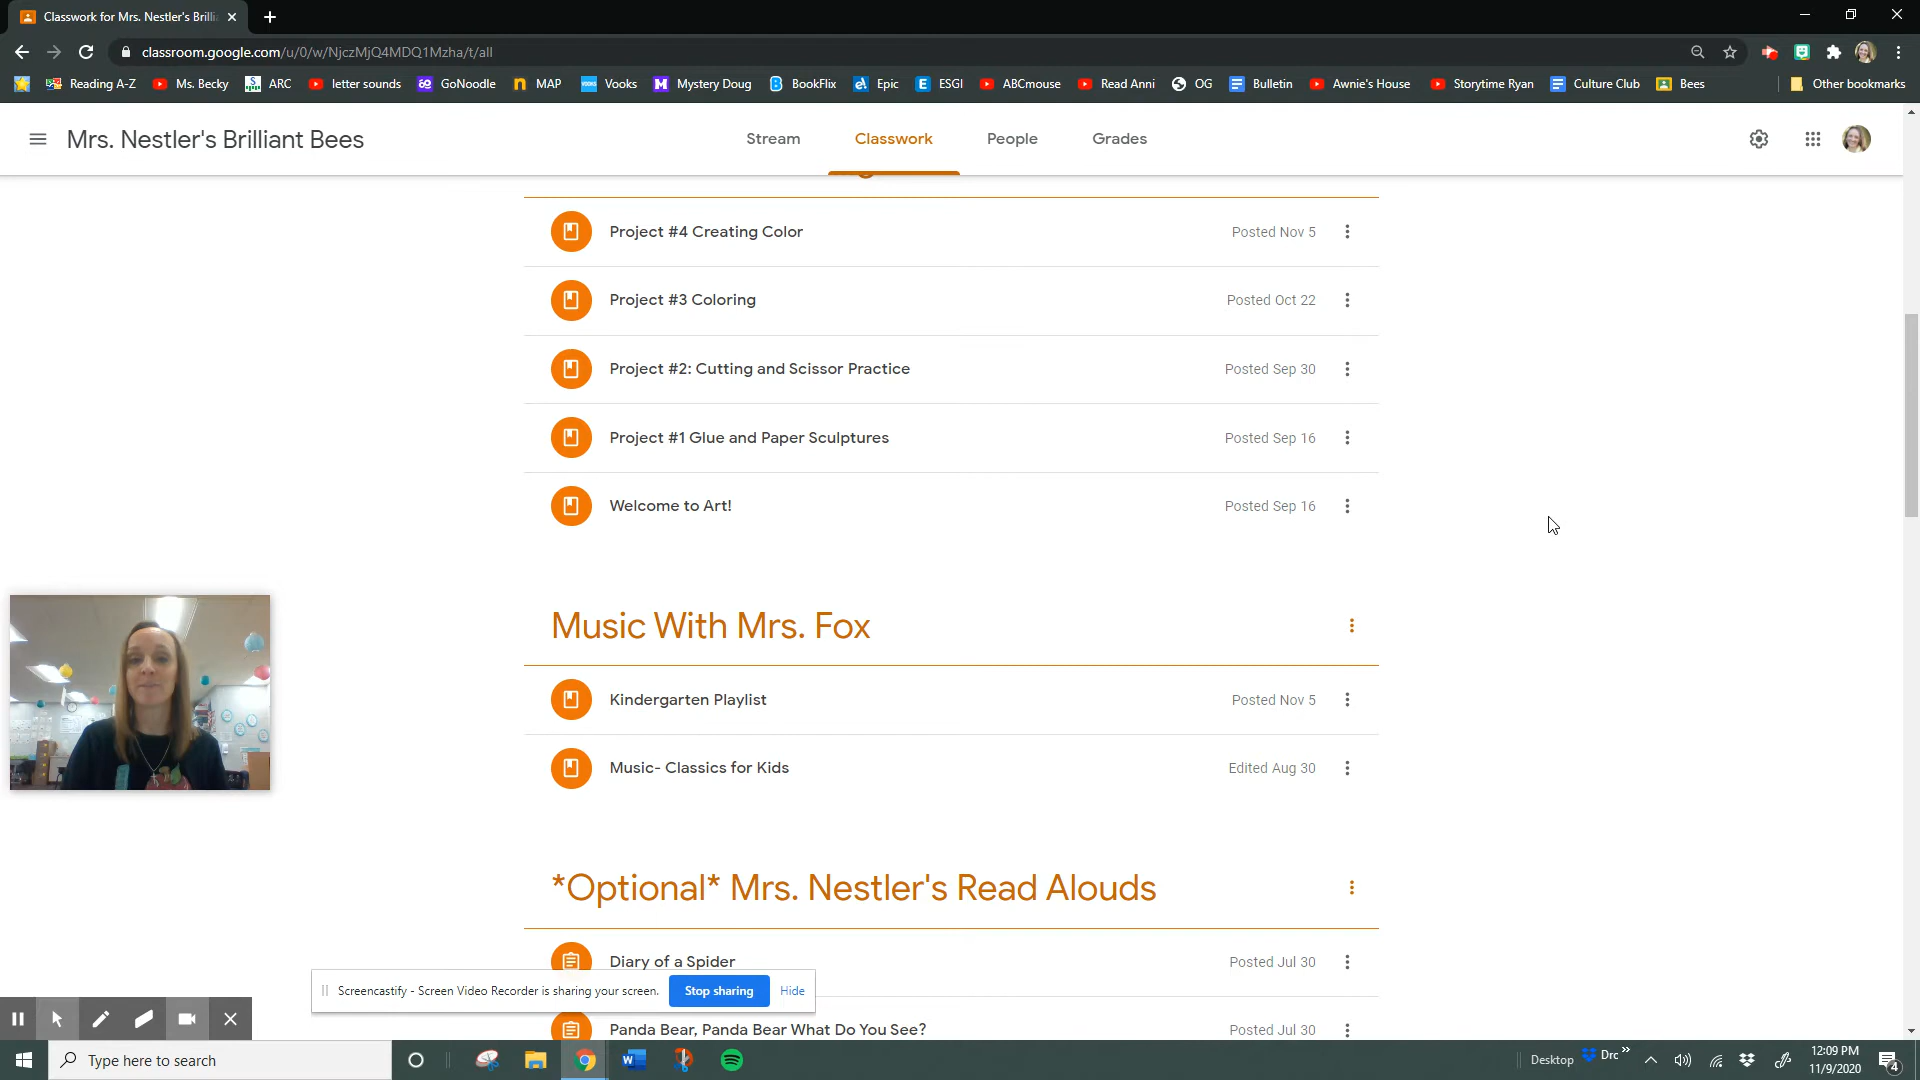 Classwork for Mrs. Nestler's Brilli
classroom.google.com/u/0/w/NjczMjQ4MDQ1Mzha/t/all
Reading A-Z Ms. Becky ARC letter sounds GoNoodle MAP Vooks Mystery Doug BookFlix Epic ESGI ABCmouse Read Anni OG Bulletin Awnie's House Storytime Ryan Culture Club Bees Other bookmarks
Mrs. Nestler's Brilliant Bees Stream Classwork People Grades
Project #4 Creating Color Posted Nov 5
Project #3 Coloring Posted Oct 22
Project #2: Cutting and Scissor Practice Posted Sep 30
Project #1 Glue and Paper Sculptures Posted Sep 16
Welcome to Art! Posted Sep 16
Music With Mrs. Fox
Kindergarten Playlist Posted Nov 5
Music- Classics for Kids Edited Aug 30
*Optional* Mrs. Nestler's Read Alouds
Diary of a Spider Posted Jul 30
Screencastify - Screen Video Recorder is sharing your screen. Stop sharing Hide
Panda Bear, Panda Bear What Do You See? Posted Jul 30
Type here to search Desktop Drc 12:09 PM
11/9/2020 4